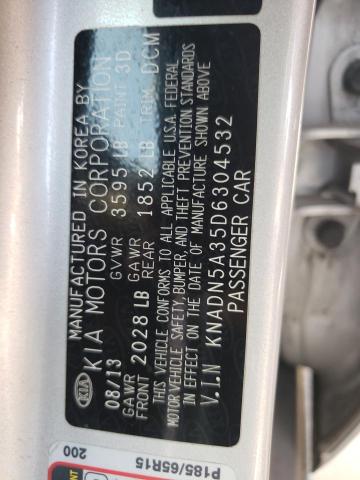 MANUFACTURED IN KOREA BY
KIA KIA MOTORS CORPORATION
08/13 GVWR 3595 LB PAINT 3D
GAWR GAWR
FRONT 2028 LB REAR 1852 LB TRIM DCM
THIS VEHICLE CONFORMS TO ALL APPLICABLE U.S.A. FEDERAL
MOTOR VEHICLE SAFETY, BUMPER, AND THEFT PREVENTION STANDARDS
IN EFFECT ON THE DATE OF MANUFACTURE SHOWN ABOVE
V.I.N KNADN5A35D6304532
PASSENGER CAR
200
P185/65R15